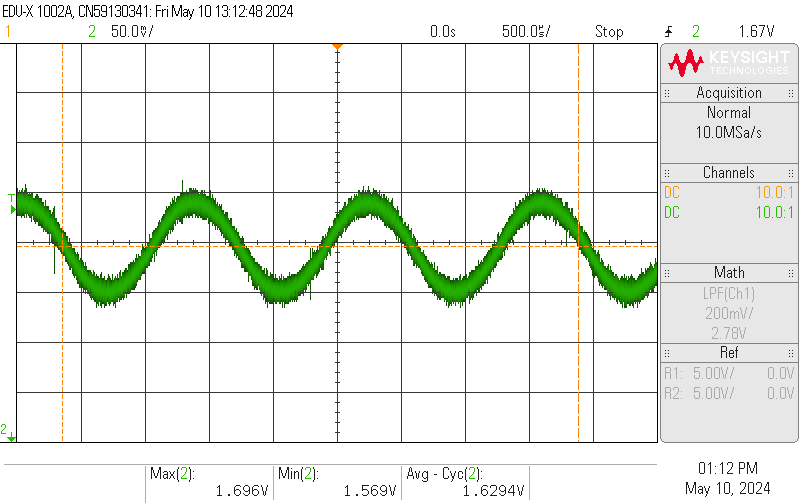 EDU-X 1002A, CN59130341: Fri May 10 13:12:48 2024
1 2 50.0mV/ 0.0s 500.0us/ Stop 2 1.67V
KEYSIGHT
TECHNOLOGIES
Acquisition
Normal
10.0MSa/s
Channels
DC 10.0:1
DC 10.0:1
Math
LPF(Ch1)
200mV/
2.78V
Ref
R1: 5.00V/ 0.0V
R2: 5.00V/ 0.0V
T
2
Max(2): Min(2): Avg - Cyc(2):
1.696V 1.569V 1.6294V
01:12 PM
May 10, 2024